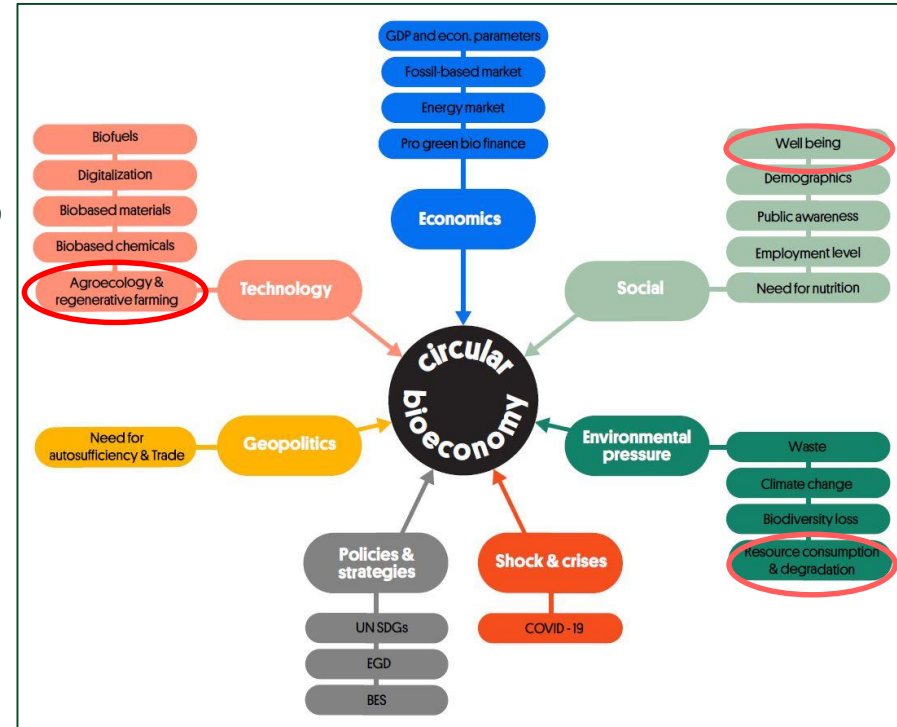 GDP and econ. parameters
Fossil-based market
Energy market
Pro green bio finance
Economics
Biofuels
Digitalization
Biobased materials
Biobased chemicals
Agroecology &
regenerative farming
Technology
Well being
Demographics
Public awareness
Employment level
Need for nutrition
Social
circular
bioeconomy
Need for
autosufficiency & Trade
Geopolitics
Environmental
pressure
Waste
Climate change
Biodiversity loss
Resource consumption
& degradation
Policies &
strategies
UN SDGs
EGD
BES
Shock & crises
COVID - 19